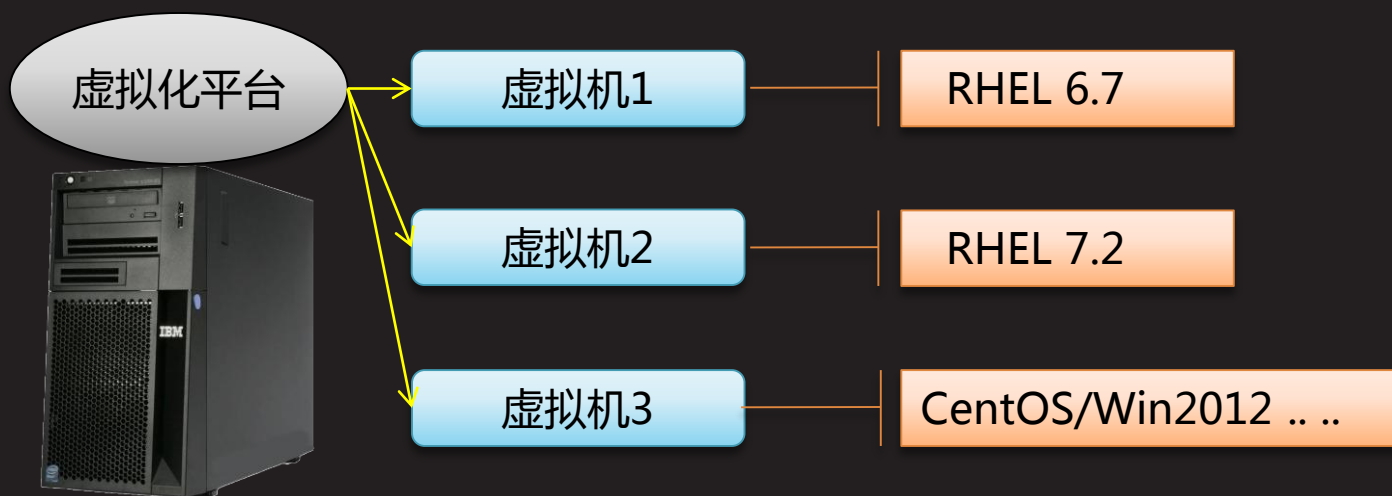 虚拟化平台
虚拟机1
RHEL 6.7
虚拟机2
RHEL 7.2
IBM
虚拟机3
CentOS/Win2012 .. ..